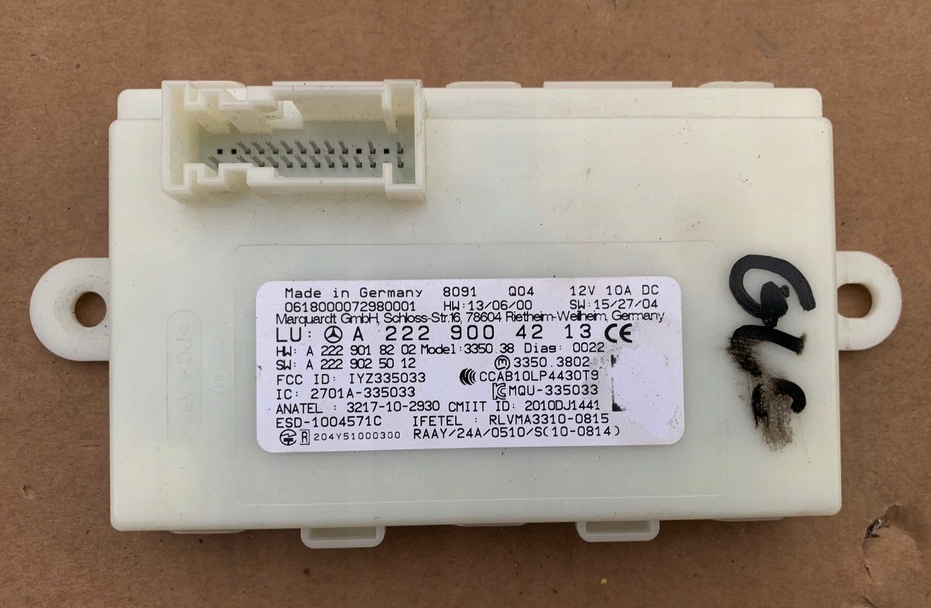 Made in Germany 8091 Q04 12V 10A DC
0618000072980001 HW:13/06/00 SW:15/27/04
Marquardt GmbH, Schloss-Str.16, 78604 Rietheim-Weilheim, Germany
LU: A 222 900 42 13 CE
HW: A 222 901 82 02 Model:3350 38 Diag: 0022
SW: A 222 902 50 12 3350.3802
FCC ID: IYZ335033 CCAB10LP4430T9
IC: 2701A-335033 MQU-335033
ANATEL : 3217-10-2930 CMIIT ID: 2010DJ1441
ESD-1004571C IFETEL : RLVMA3310-0815
R 204Y51000300 RAAY/24A/0510/S(10-0814)
GLC